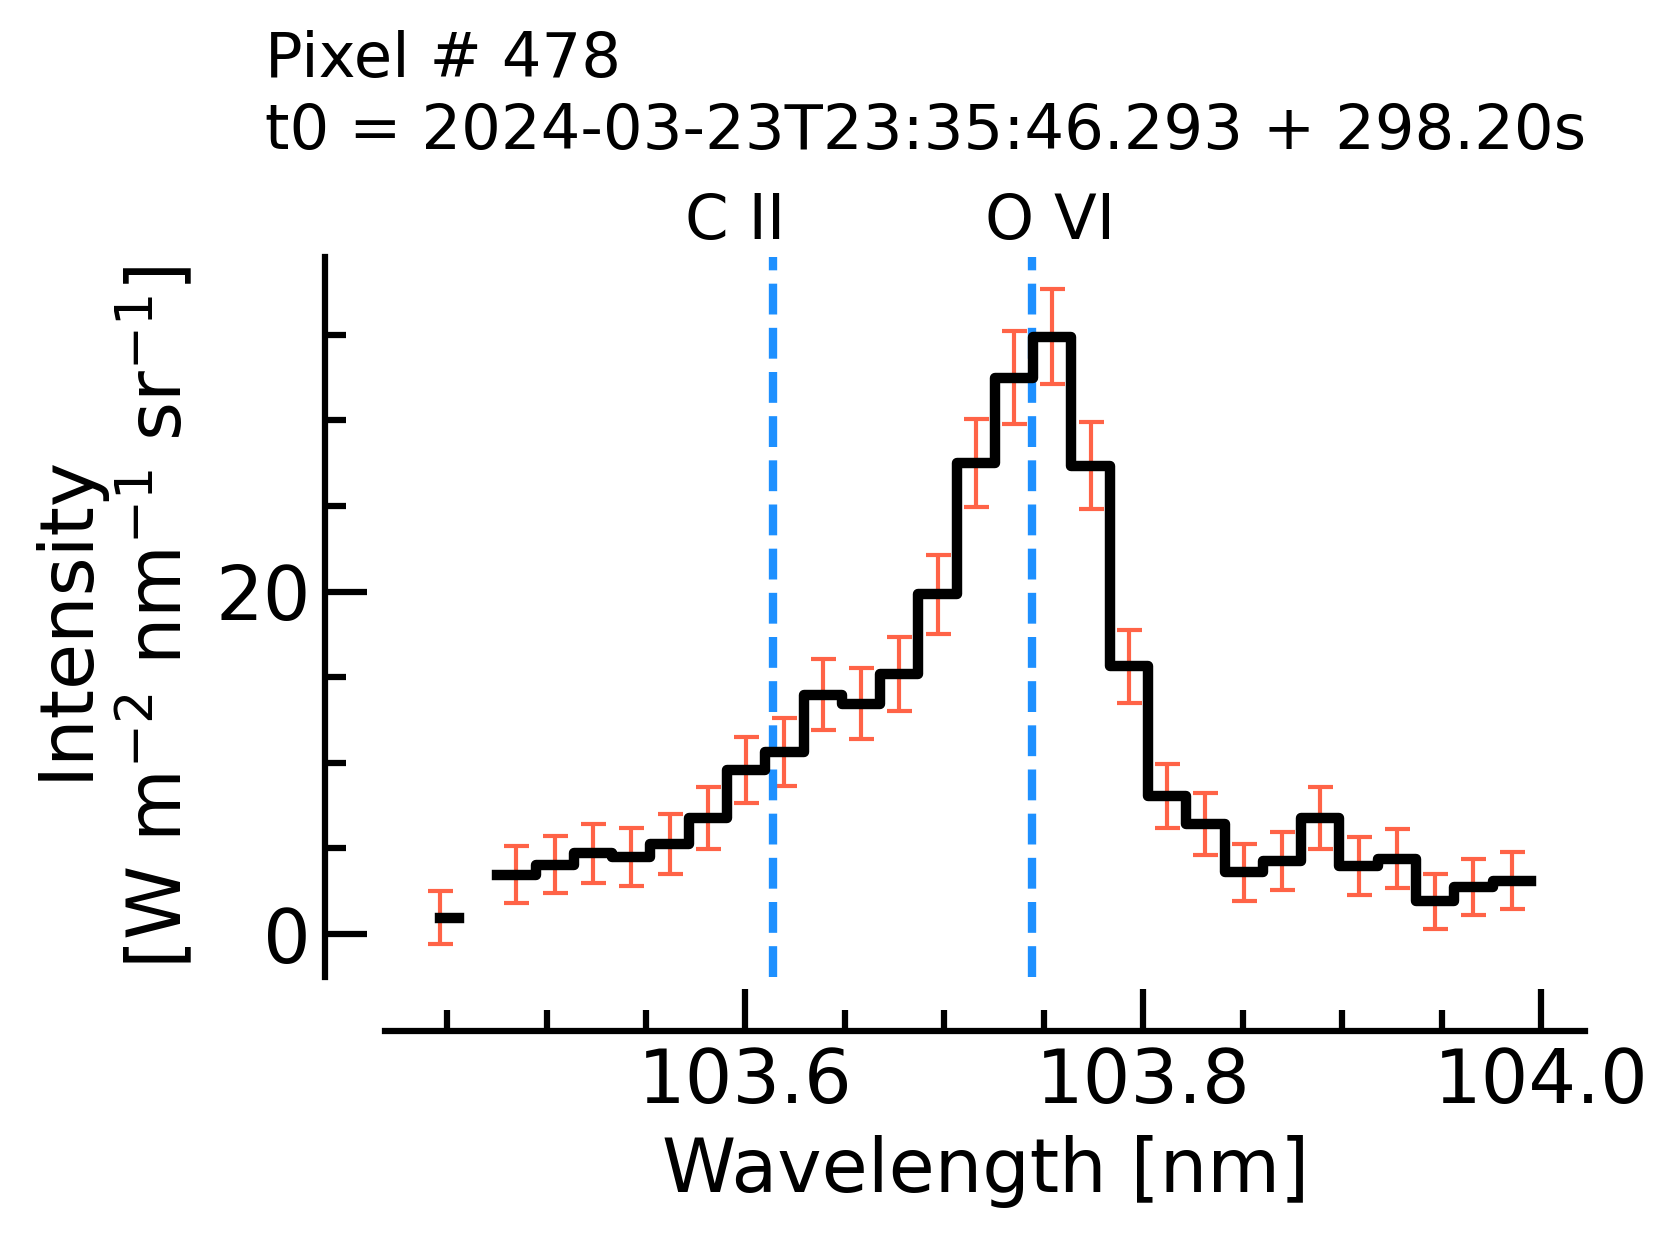 Pixel # 478
t0 = 2024-03-23T23:35:46.293 + 298.20s
C II
O VI
Intensity
[W m⁻² nm⁻¹ sr⁻¹]
20
0
103.6
103.8
104.0
Wavelength [nm]